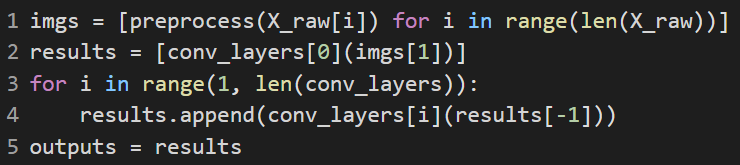 1 imgs = [preprocess(X_raw[i]) for i in range(len(X_raw))]
2 results = [conv_layers[0](imgs[1])]
3 for i in range(1, len(conv_layers)):
4     results.append(conv_layers[i](results[-1]))
5 outputs = results